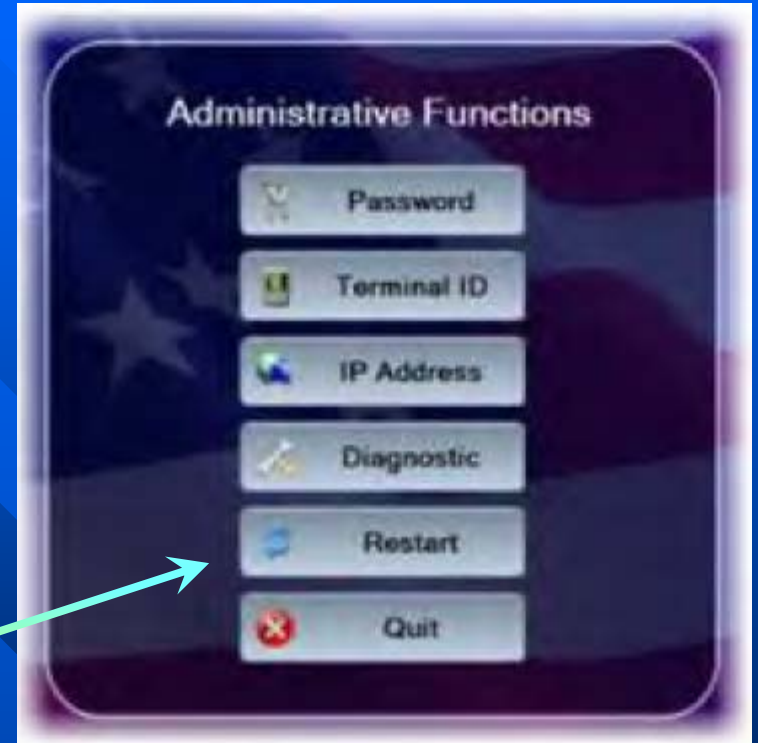 Administrative Functions
Password
Terminal ID
IP Address
Diagnostic
Restart
Quit